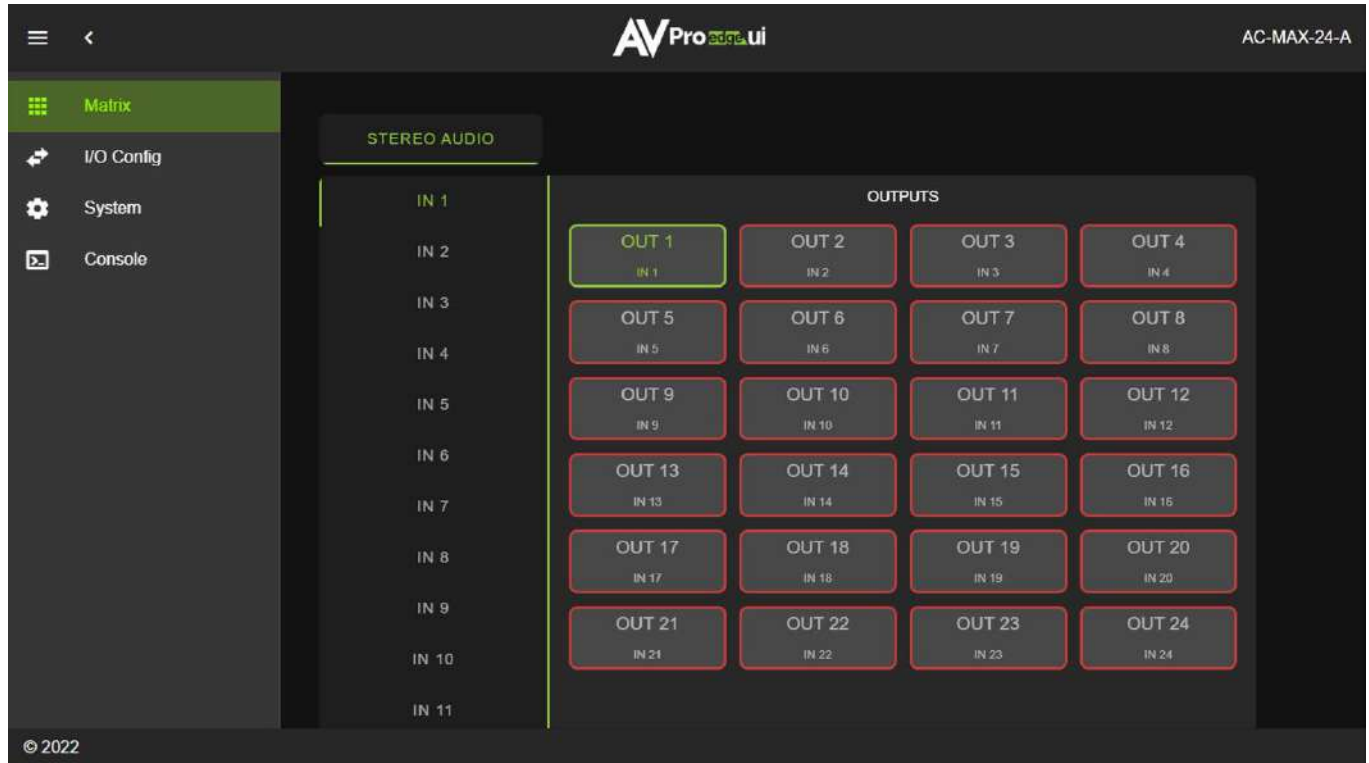 AVPro edge.ui
AC-MAX-24-A
Matrix
I/O Config
System
Console
STEREO AUDIO
IN 1
IN 2
IN 3
IN 4
IN 5
IN 6
IN 7
IN 8
IN 9
IN 10
IN 11
OUTPUTS
OUT 1 OUT 2 OUT 3 OUT 4
IN 1 IN 2 IN 3 IN 4
OUT 5 OUT 6 OUT 7 OUT 8
IN 5 IN 6 IN 7 IN 8
OUT 9 OUT 10 OUT 11 OUT 12
IN 9 IN 10 IN 11 IN 12
OUT 13 OUT 14 OUT 15 OUT 16
IN 13 IN 14 IN 15 IN 16
OUT 17 OUT 18 OUT 19 OUT 20
IN 17 IN 18 IN 19 IN 20
OUT 21 OUT 22 OUT 23 OUT 24
IN 21 IN 22 IN 23 IN 24
© 2022